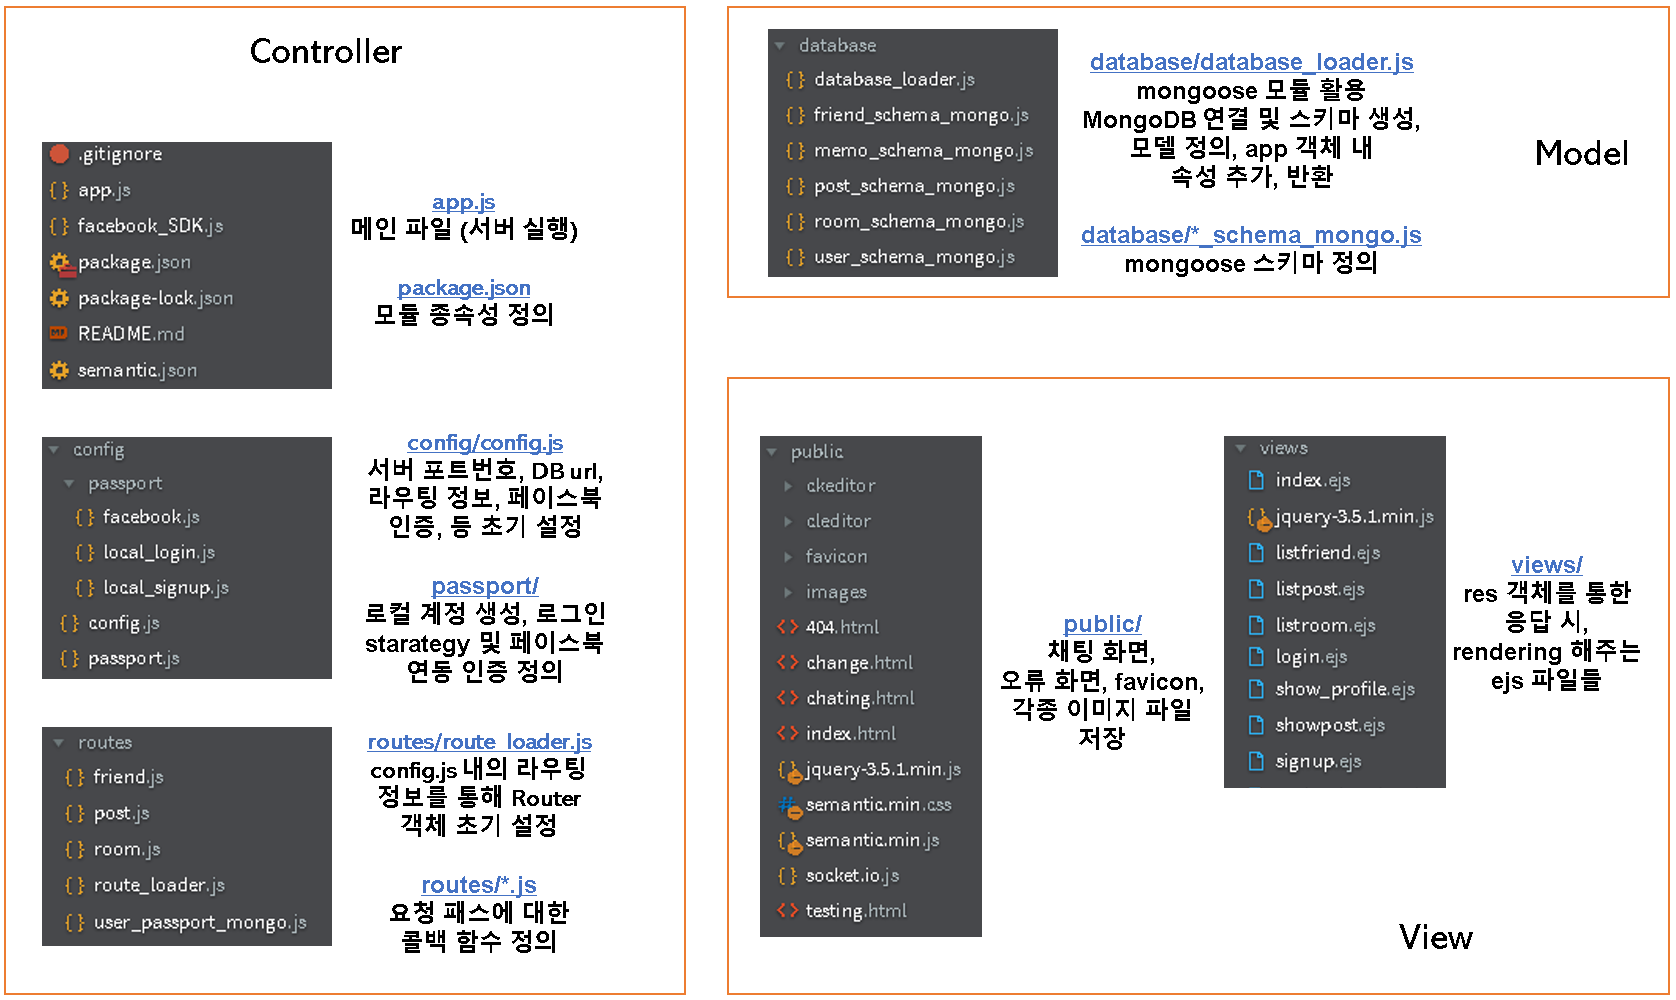 Controller
.gitignore
app.js
facebook_SDK.js
package.json
package-lock.json
README.md
semantic.json
app.js
메인 파일 (서버 실행)
package.json
모듈 종속성 정의
config
passport
facebook.js
local_login.js
local_signup.js
config.js
passport.js
config/config.js
서버 포트번호, DB url,
라우팅 정보, 페이스북
인증, 등 초기 설정
passport/
로컬 계정 생성, 로그인
starategy 및 페이스북
연동 인증 정의
routes
friend.js
post.js
room.js
route_loader.js
user_passport_mongo.js
routes/route_loader.js
config.js 내의 라우팅
정보를 통해 Router
객체 초기 설정
routes/*.js
요청 패스에 대한
콜백 함수 정의
database
database_loader.js
friend_schema_mongo.js
memo_schema_mongo.js
post_schema_mongo.js
room_schema_mongo.js
user_schema_mongo.js
database/database_loader.js
mongoose 모듈 활용
MongoDB 연결 및 스키마 생성,
모델 정의, app 객체 내
속성 추가, 반환
database/*_schema_mongo.js
mongoose 스키마 정의
Model
public
ckeditor
cleditor
favicon
images
404.html
change.html
chating.html
index.html
jquery-3.5.1.min.js
semantic.min.css
semantic.min.js
socket.io.js
testing.html
public/
채팅 화면,
오류 화면, favicon,
각종 이미지 파일
저장
views
index.ejs
jquery-3.5.1.min.js
listfriend.ejs
listpost.ejs
listroom.ejs
login.ejs
show_profile.ejs
showpost.ejs
signup.ejs
views/
res 객체를 통한
응답 시,
rendering 해주는
ejs 파일들
View